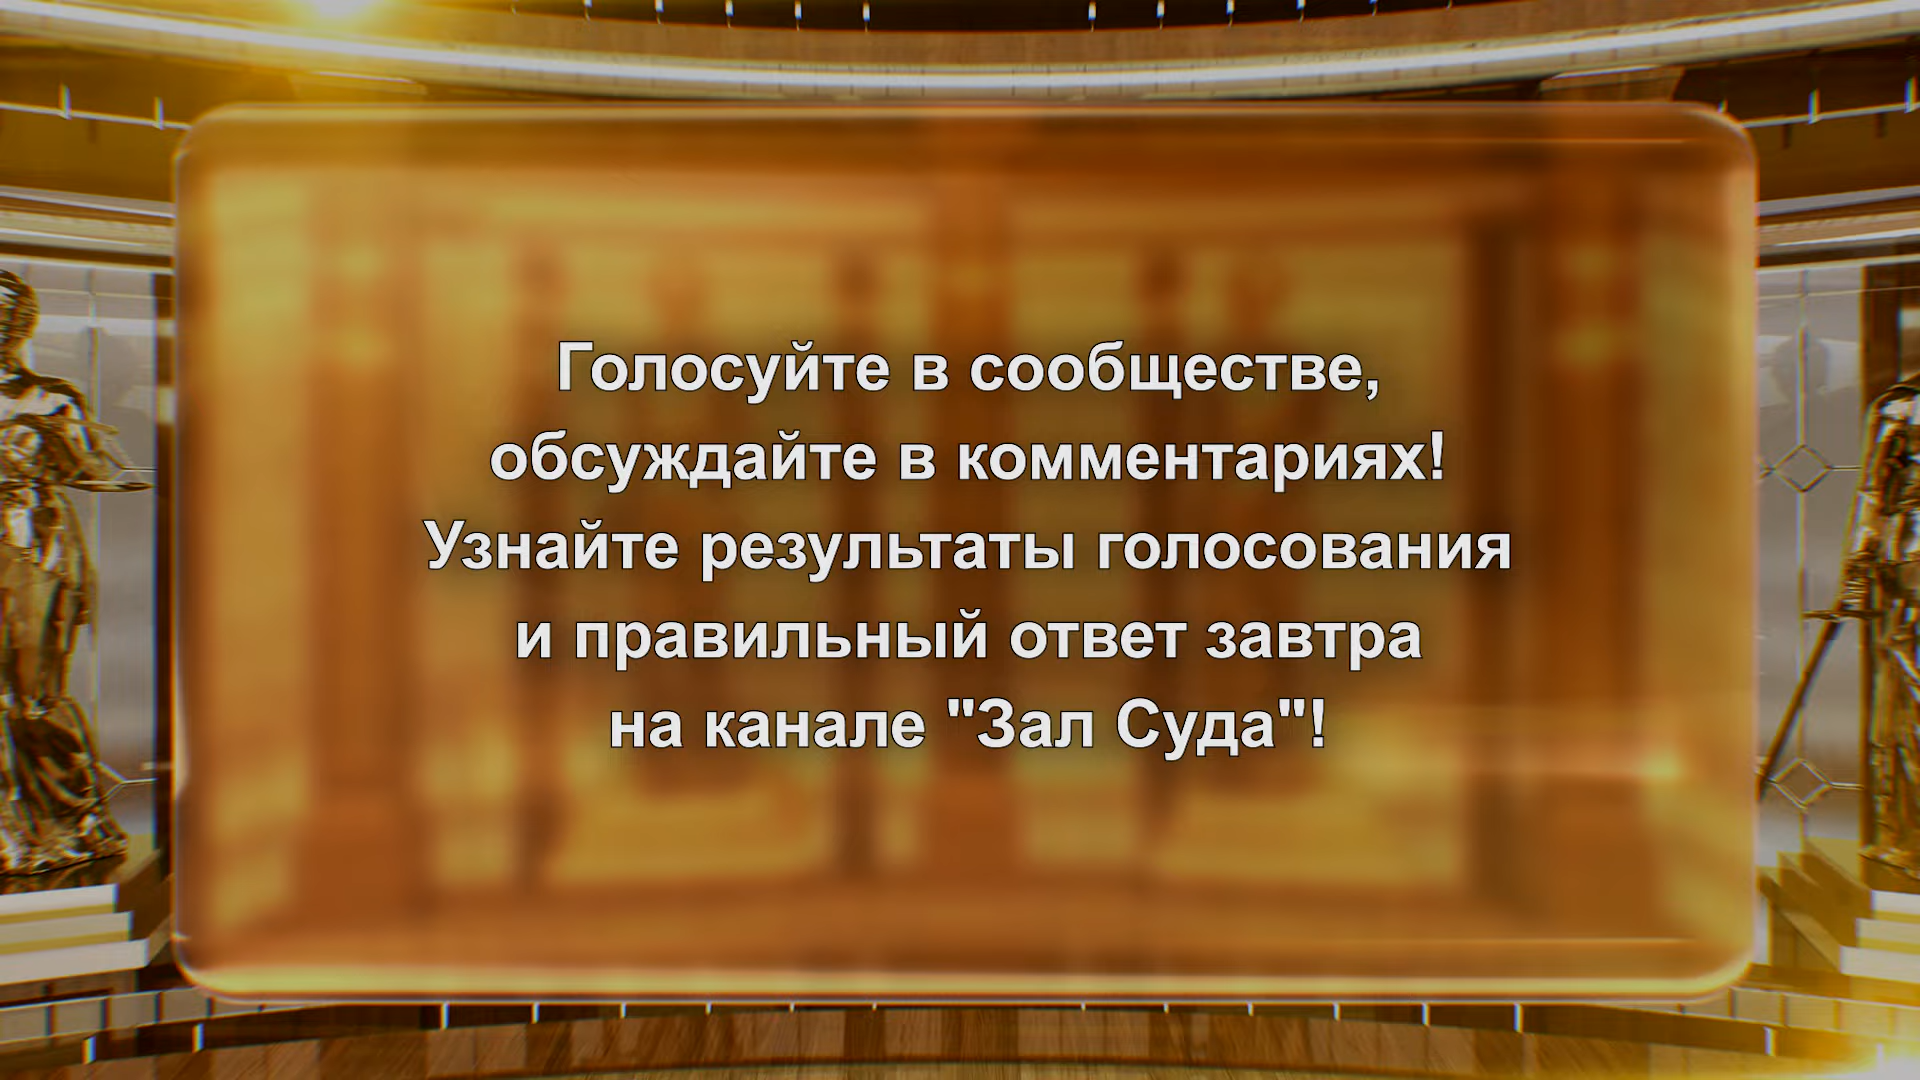 Голосуйте в сообществе,
обсуждайте в комментариях!
Узнайте результаты голосования
и правильный ответ завтра
на канале "Зал Суда"!